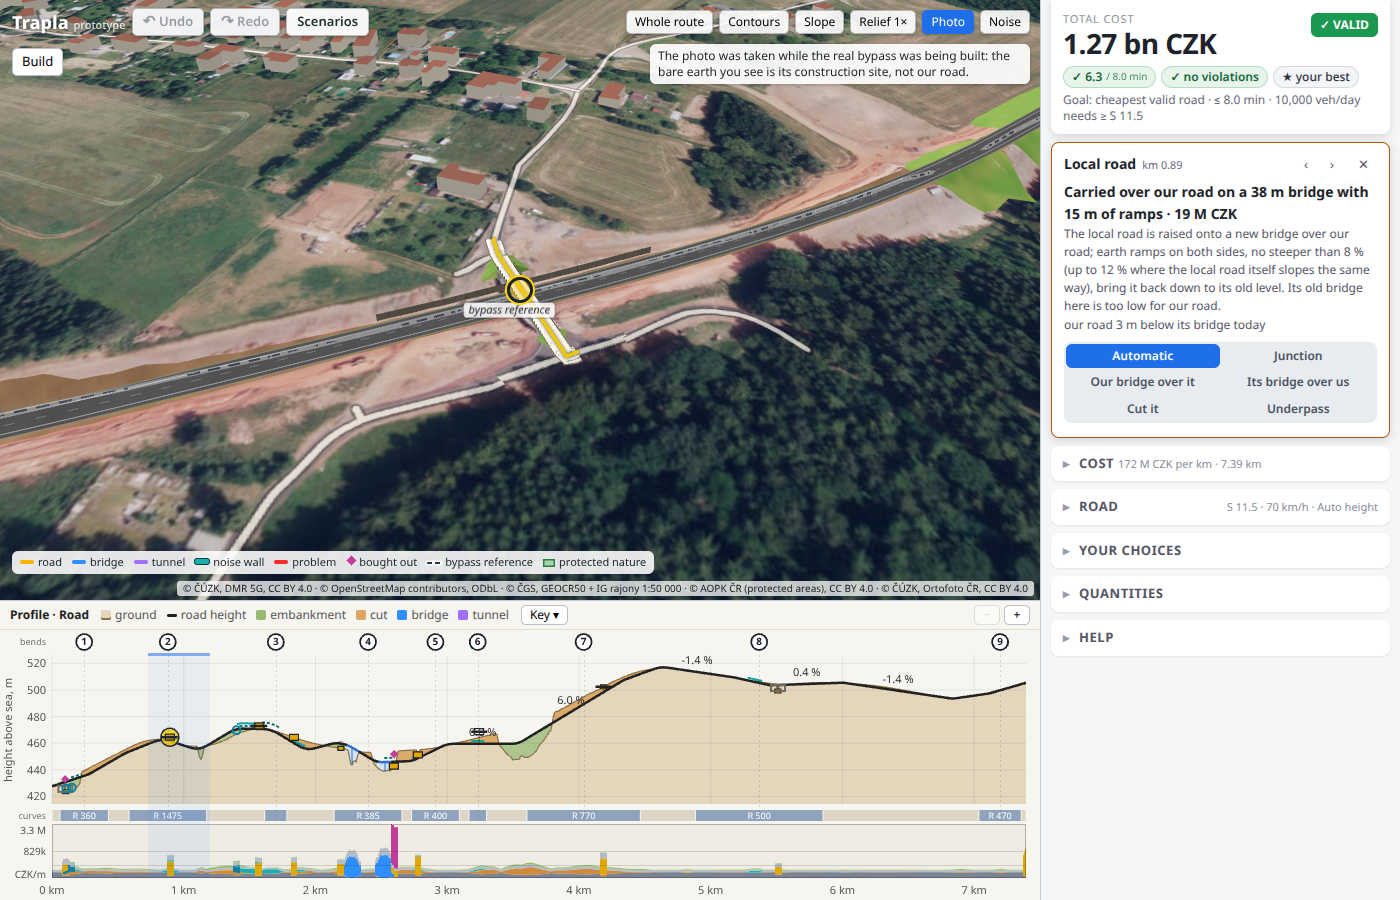 Trapla prototype
↶ Undo
↷ Redo
Scenarios
Whole route
Contours
Slope
Relief 1×
Photo
Noise
Build
The photo was taken while the real bypass was being built: the
bare earth you see is its construction site, not our road.
bypass reference
road
bridge
tunnel
noise wall
problem
bought out
bypass reference
protected nature
© ČÚZK, DMR 5G, CC BY 4.0 · © OpenStreetMap contributors, ODbL · © ČGS, GEOCR50 + IG rajony 1:50 000 · © AOPK ČR (protected areas), CC BY 4.0 · © ČÚZK, Ortofoto ČR, CC BY 4.0
TOTAL COST
1.27 bn CZK
✓ VALID
✓ 6.3 / 8.0 min
✓ no violations
★ your best
Goal: cheapest valid road · ≤ 8.0 min · 10,000 veh/day
needs ≥ S 11.5
Local road km 0.89
‹ › ✕
Carried over our road on a 38 m bridge with
15 m of ramps · 19 M CZK
The local road is raised onto a new bridge over our
road; earth ramps on both sides, no steeper than 8 %
(up to 12 % where the local road itself slopes the same
way), bring it back down to its old level. Its old bridge
here is too low for our road.
our road 3 m below its bridge today
Automatic
Junction
Our bridge over it
Its bridge over us
Cut it
Underpass
▶ COST 172 M CZK per km · 7.39 km
▶ ROAD S 11.5 · 70 km/h · Auto height
▶ YOUR CHOICES
▶ QUANTITIES
▶ HELP
Profile · Road
ground
road height
embankment
cut
bridge
tunnel
Key ▾
−
+
bends
1 2 3 4 5 6 7 8 9
height above sea, m
520
500
480
460
440
420
6.0 %
-1.4 %
0.4 %
-1.4 %
curves
R 360
R 1475
R 385
R 400
R 770
R 500
R 470
3.3 M
829k
CZK/m
0 km
1 km
2 km
3 km
4 km
5 km
6 km
7 km